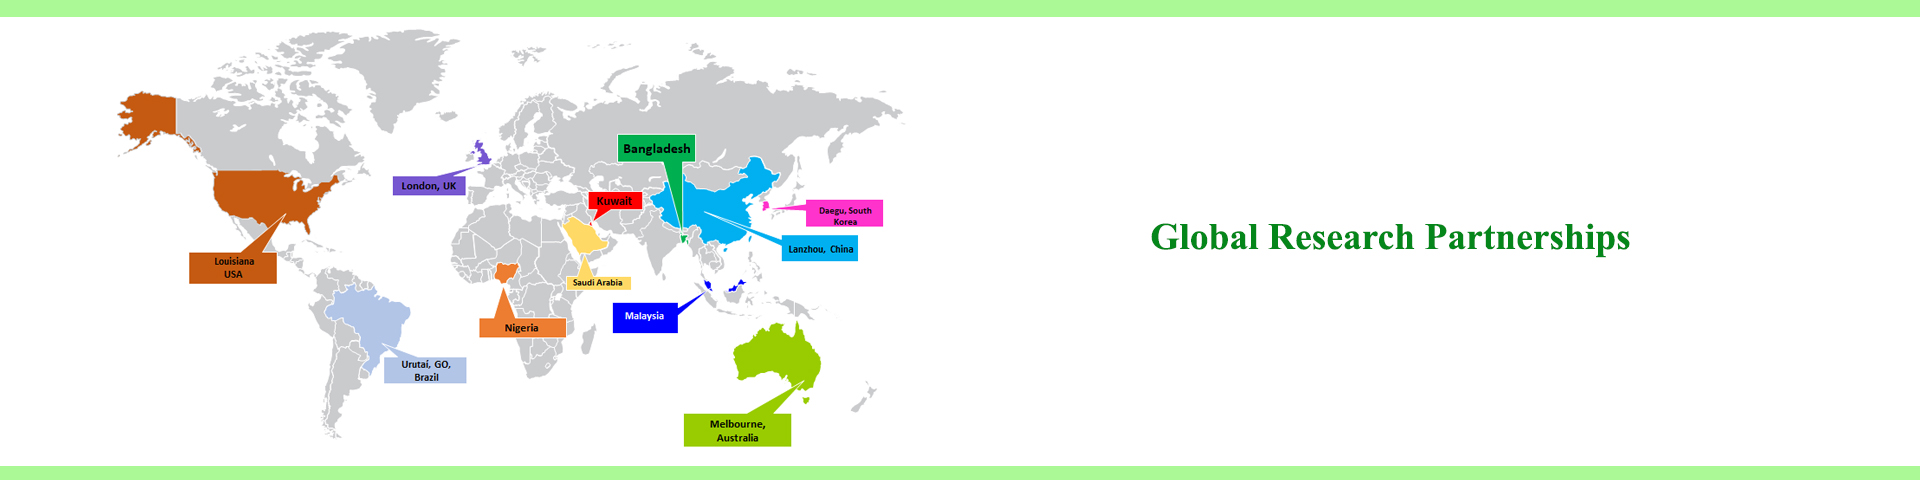 Bangladesh
London, UK
Kuwait
Daegu, South
Korea
Lanzhou, China
Louisiana
USA
Saudi Arabia
Malaysia
Nigeria
Urutai, GO,
Brazil
Melbourne,
Australia
Global Research Partnerships